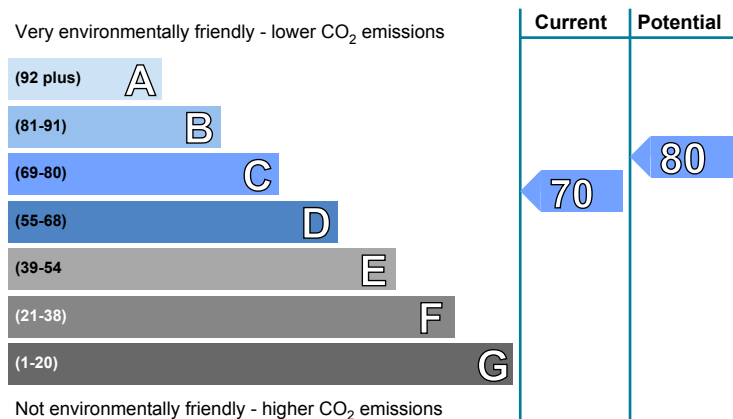 Current Potential
Very environmentally friendly - lower CO₂ emissions
(92 plus) A
(81-91) B
(69-80) C
(55-68) D
(39-54 E
(21-38) F
(1-20) G
70
80
Not environmentally friendly - higher CO₂ emissions